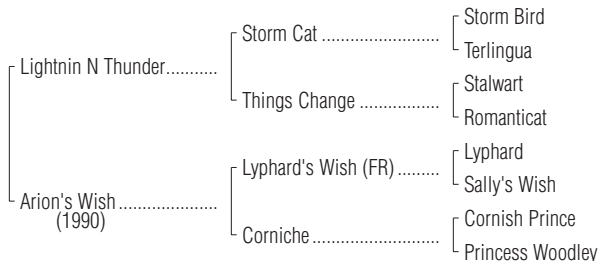 Storm Bird
Storm Cat ........................
Terlingua
Lightnin N Thunder...........
Stalwart
Things Change .................
Romanticat
Lyphard
Lyphard's Wish (FR) .........
Sally's Wish
Arion's Wish .....................
(1990)
Cornish Prince
Corniche ..........................
Princess Woodley